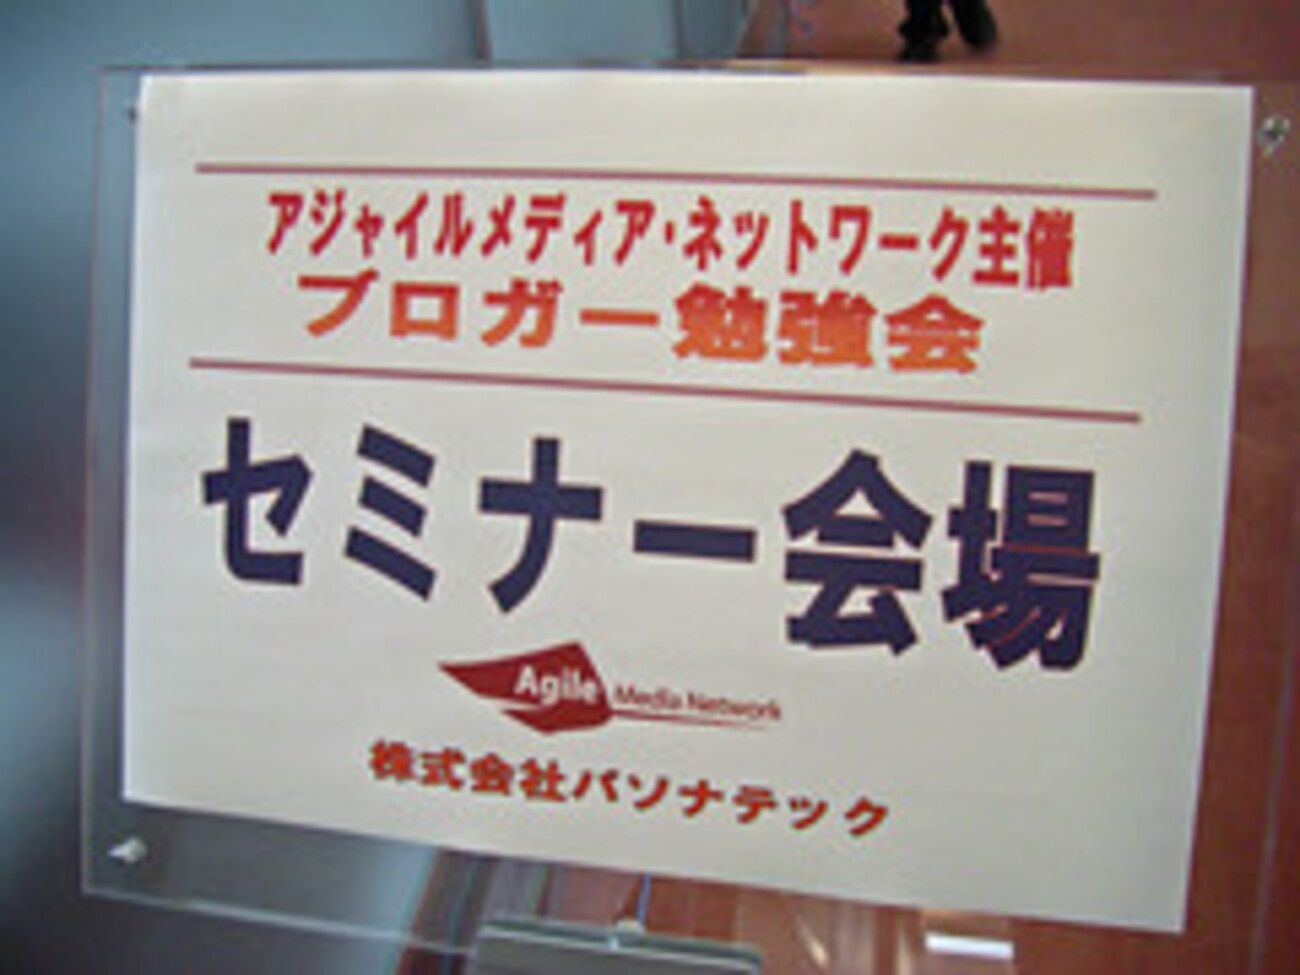 アジャイルメディア・ネットワーク主催
ブロガー勉強会
セミナー会場
Agile Media Network
株式会社パソナテック